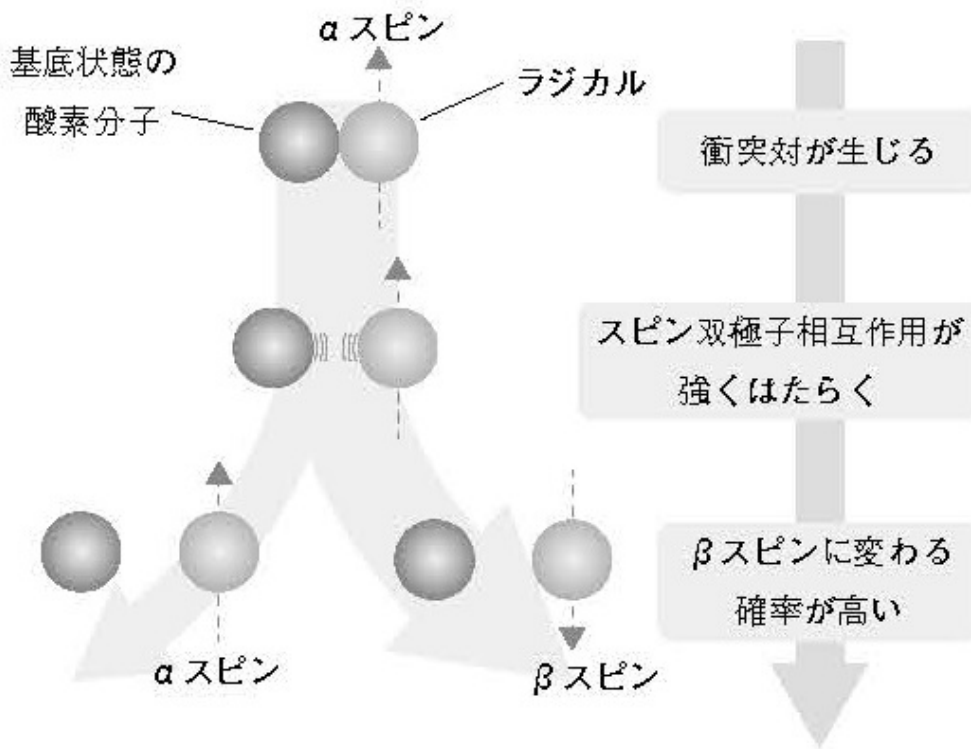 α スピン
基底状態の
酸素分子
ラジカル
衝突対が生じる
スピン双極子相互作用が
強くはたらく
βスピンに変わる
確率が高い
α スピン
β スピン